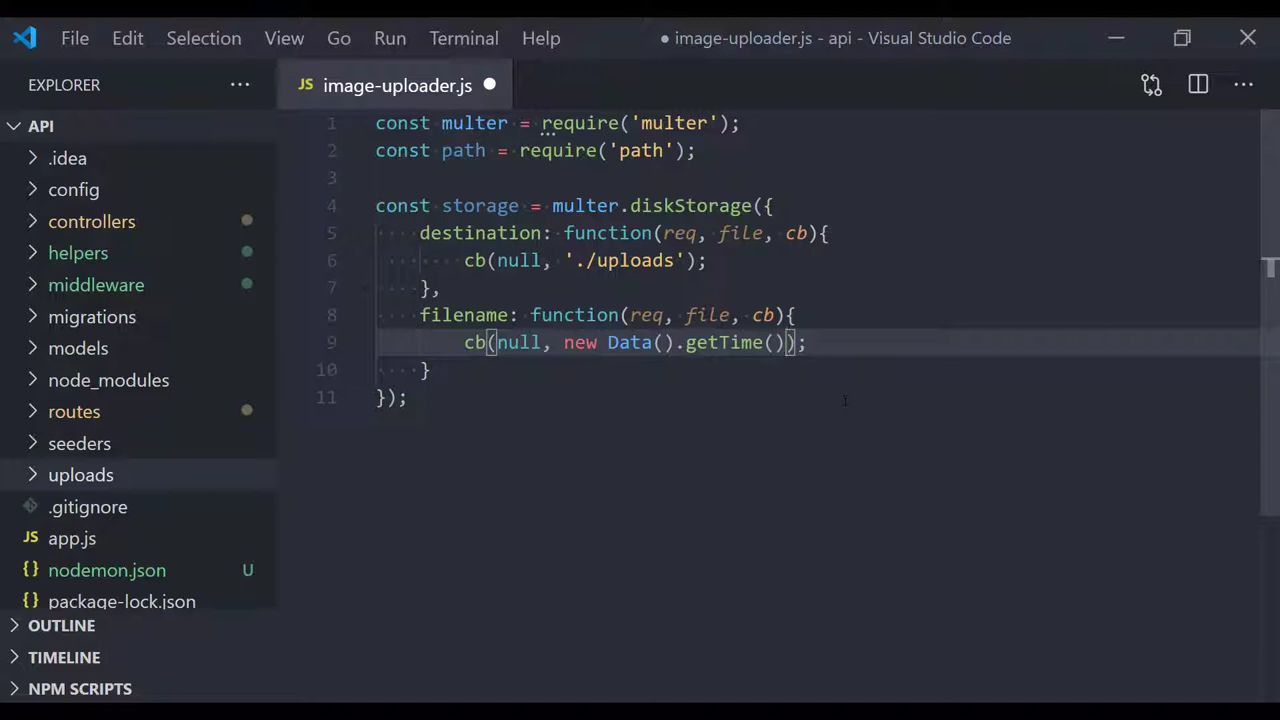 File Edit Selection View Go Run Terminal Help ● image-uploader.js - api - Visual Studio Code
EXPLORER ···
JS image-uploader.js ●
API
.idea
config
controllers
helpers
middleware
migrations
models
node_modules
routes
seeders
uploads
.gitignore
JS app.js
{} nodemon.json U
{} package-lock.json
OUTLINE
TIMELINE
NPM SCRIPTS
1 const multer = require('multer');
2 const path = require('path');
3
4 const storage = multer.diskStorage({
5 destination: function(req, file, cb){
6 cb(null, './uploads');
7 },
8 filename: function(req, file, cb){
9 cb(null, new Data().getTime());
10 }
11 });